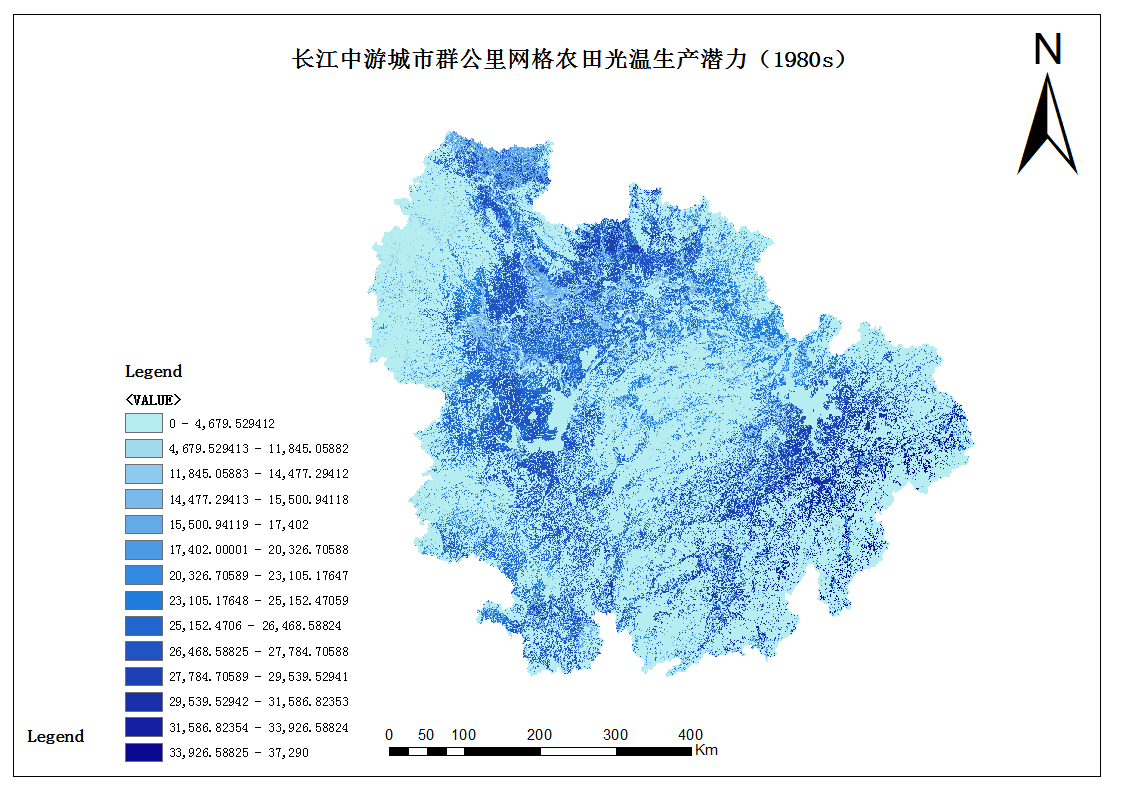 长江中游城市群公里网格农田光温生产潜力（1980s）
N
Legend
<VALUE>
0 - 4,679.529412
4,679.529413 - 11,845.05882
11,845.05883 - 14,477.29412
14,477.29413 - 15,500.94118
15,500.94119 - 17,402
17,402.00001 - 20,326.70588
20,326.70589 - 23,105.17647
23,105.17648 - 25,152.47059
25,152.4706 - 26,468.58824
26,468.58825 - 27,784.70588
27,784.70589 - 29,539.52941
29,539.52942 - 31,586.82353
31,586.82354 - 33,926.58824
33,926.58825 - 37,290
Legend
0 50 100 200 300 400
Km